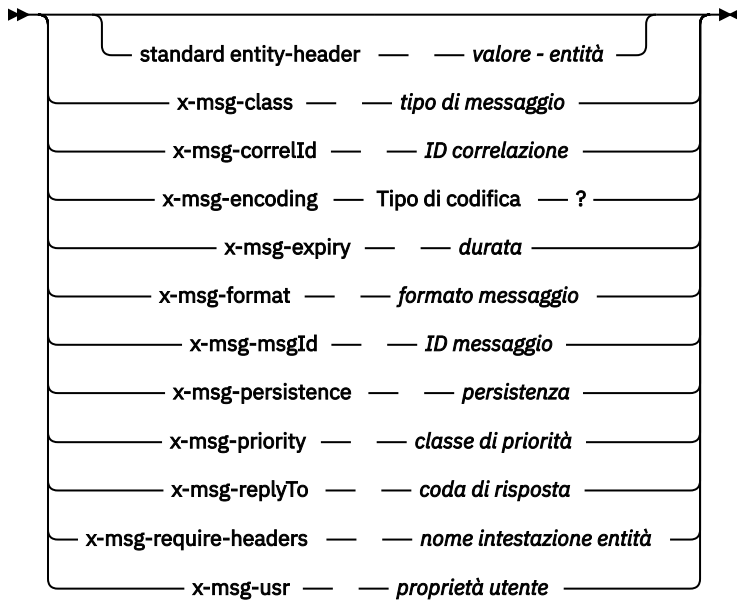 standard entity-header — — valore - entità
x-msg-class — — tipo di messaggio
x-msg-correlId — — ID correlazione
x-msg-encoding — Tipo di codifica — ?
x-msg-expiry — — durata
x-msg-format — — formato messaggio
x-msg-msgId — — ID messaggio
x-msg-persistence — — persistenza
x-msg-priority — — classe di priorità
x-msg-replyTo — — coda di risposta
x-msg-require-headers — — nome intestazione entità
x-msg-usr — — proprietà utente